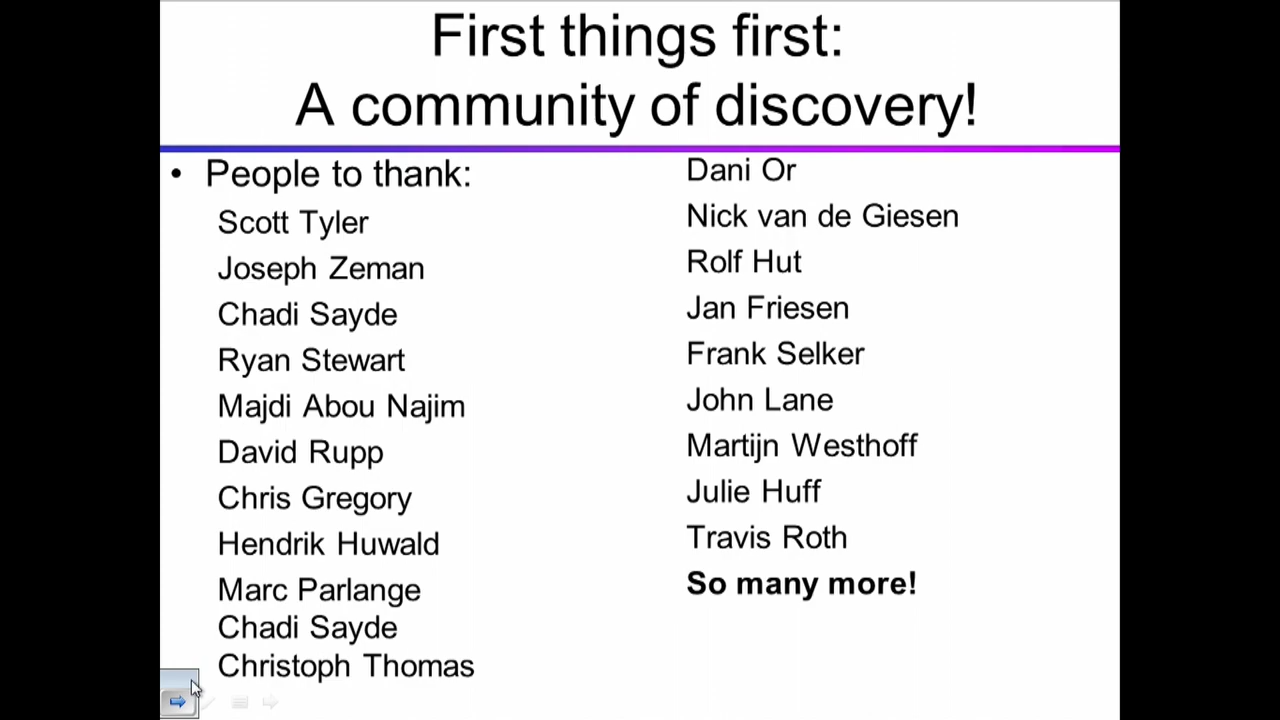 First things first:
A community of discovery!
• People to thank:
Scott Tyler
Joseph Zeman
Chadi Sayde
Ryan Stewart
Majdi Abou Najim
David Rupp
Chris Gregory
Hendrik Huwald
Marc Parlange
Chadi Sayde
Christoph Thomas
Dani Or
Nick van de Giesen
Rolf Hut
Jan Friesen
Frank Selker
John Lane
Martijn Westhoff
Julie Huff
Travis Roth
So many more!